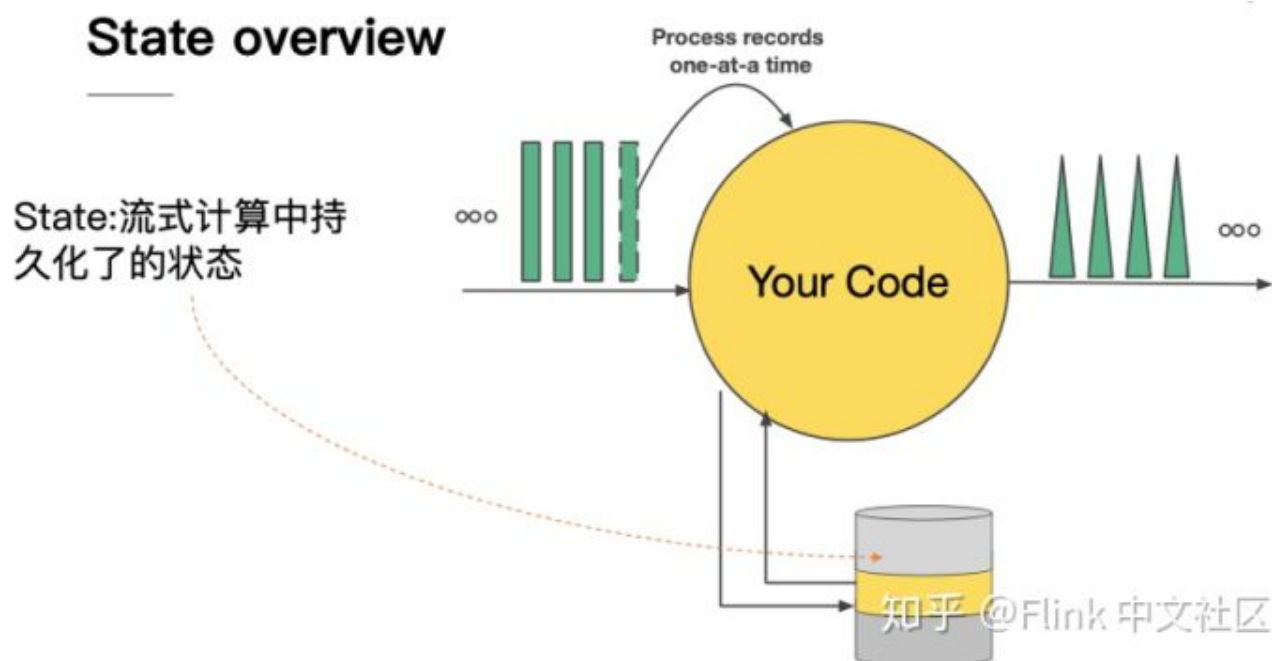 State overview
Process records
one-at-a time
State:流式计算中持
久化了的状态
Your Code
知乎 @Flink 中文社区